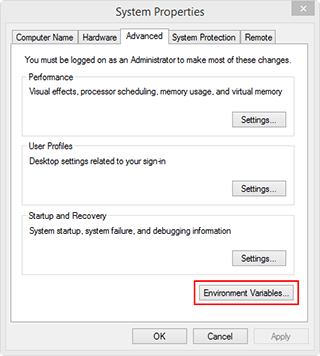 System Properties
Computer Name Hardware Advanced System Protection Remote
You must be logged on as an Administrator to make most of these changes.
Performance
Visual effects, processor scheduling, memory usage, and virtual memory
Settings...
User Profiles
Desktop settings related to your sign-in
Settings...
Startup and Recovery
System startup, system failure, and debugging information
Settings...
Environment Variables...
OK Cancel Apply